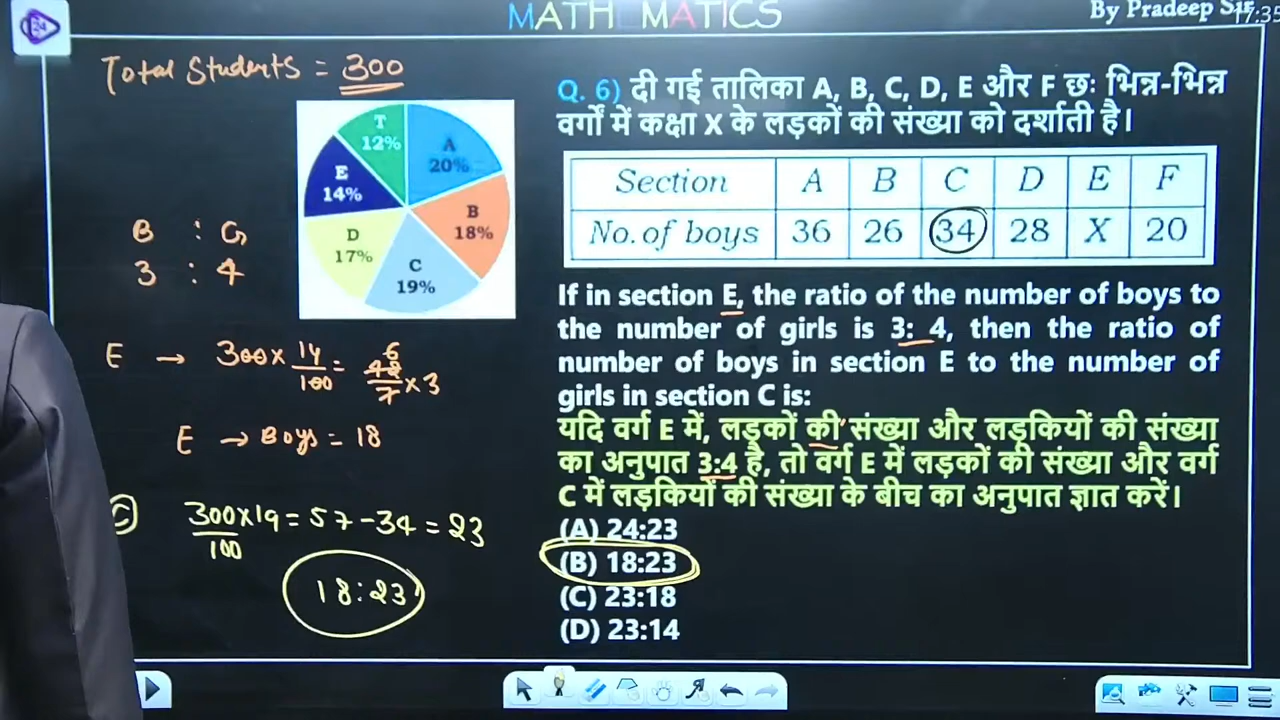 MATHEMATICS
By Pradeep Sir
17:35
24
Total Students = 300
T
12%
A
20%
E
14%
B
18%
D
17%
C
19%
B : G
3 : 4
E → 300 × 14/100 = 42/7 6 × 3
E → Boys = 18
C
300/100 × 19 = 57 - 34 = 23
18:23
Q. 6) दी गई तालिका A, B, C, D, E और F छः भिन्न-भिन्न
वर्गों में कक्षा X के लड़कों की संख्या को दर्शाती है।
Section A B C D E F
No. of boys 36 26 34 28 X 20
If in section E, the ratio of the number of boys to
the number of girls is 3: 4, then the ratio of
number of boys in section E to the number of
girls in section C is:
यदि वर्ग E में, लड़कों की संख्या और लड़कियों की संख्या
का अनुपात 3:4 है, तो वर्ग E में लड़कों की संख्या और वर्ग
C में लड़कियों की संख्या के बीच का अनुपात ज्ञात करें।
(A) 24:23
(B) 18:23
(C) 23:18
(D) 23:14